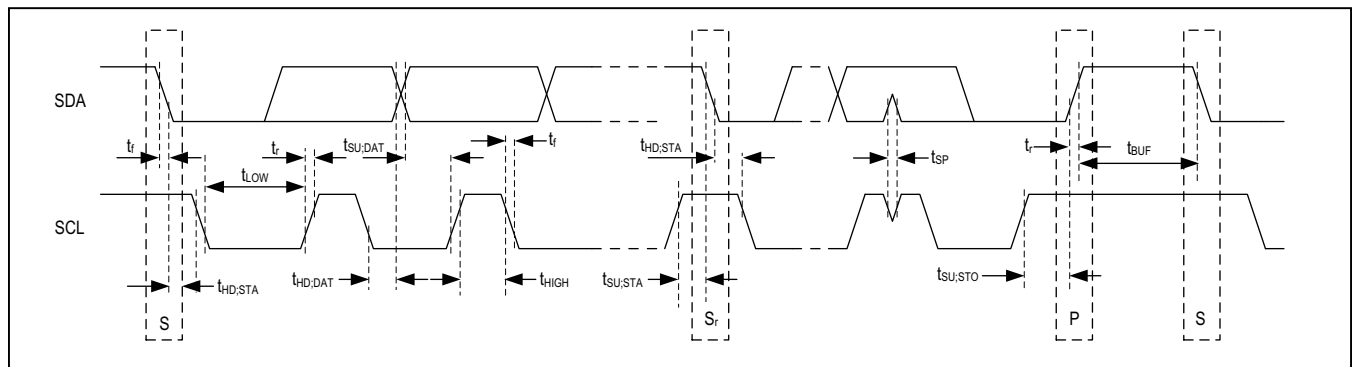 SDA
tf
tr
tSU;DAT
tf
tHD;STA
tSP
tr
tBUF
tLOW
SCL
tHD;STA
tHD;DAT
tHIGH
tSU;STA
tSU;STO
S
Sr
P
S